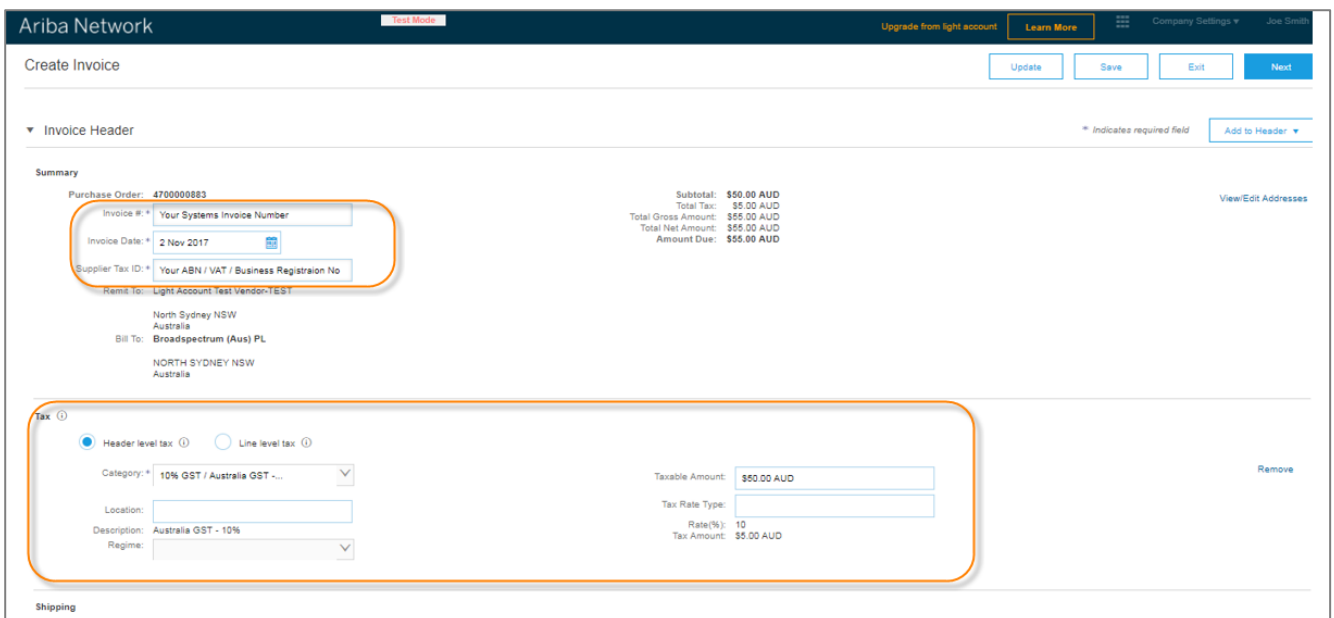 Ariba Network
Test Mode
Upgrade from light account
Learn More
Company Settings ▾
Joe Smith
Create Invoice
Update
Save
Exit
Next
▼ Invoice Header
* Indicates required field
Add to Header ▼
Summary
Purchase Order: 4700000883
Invoice #: * Your Systems Invoice Number
Invoice Date: * 2 Nov 2017
Supplier Tax ID: * Your ABN / VAT / Business Registraion No
Remit To: Light Account Test Vendor-TEST
North Sydney NSW
Australia
Bill To: Broadspectrum (Aus) PL
NORTH SYDNEY NSW
Australia
Subtotal: $50.00 AUD
Total Tax: $5.00 AUD
Total Gross Amount: $55.00 AUD
Total Net Amount: $55.00 AUD
Amount Due: $55.00 AUD
View/Edit Addresses
Tax
Header level tax
Line level tax
Category: * 10% GST / Australia GST -...
Location:
Description: Australia GST - 10%
Regime:
Taxable Amount: $50.00 AUD
Tax Rate Type:
Rate(%): 10
Tax Amount: $5.00 AUD
Remove
Shipping